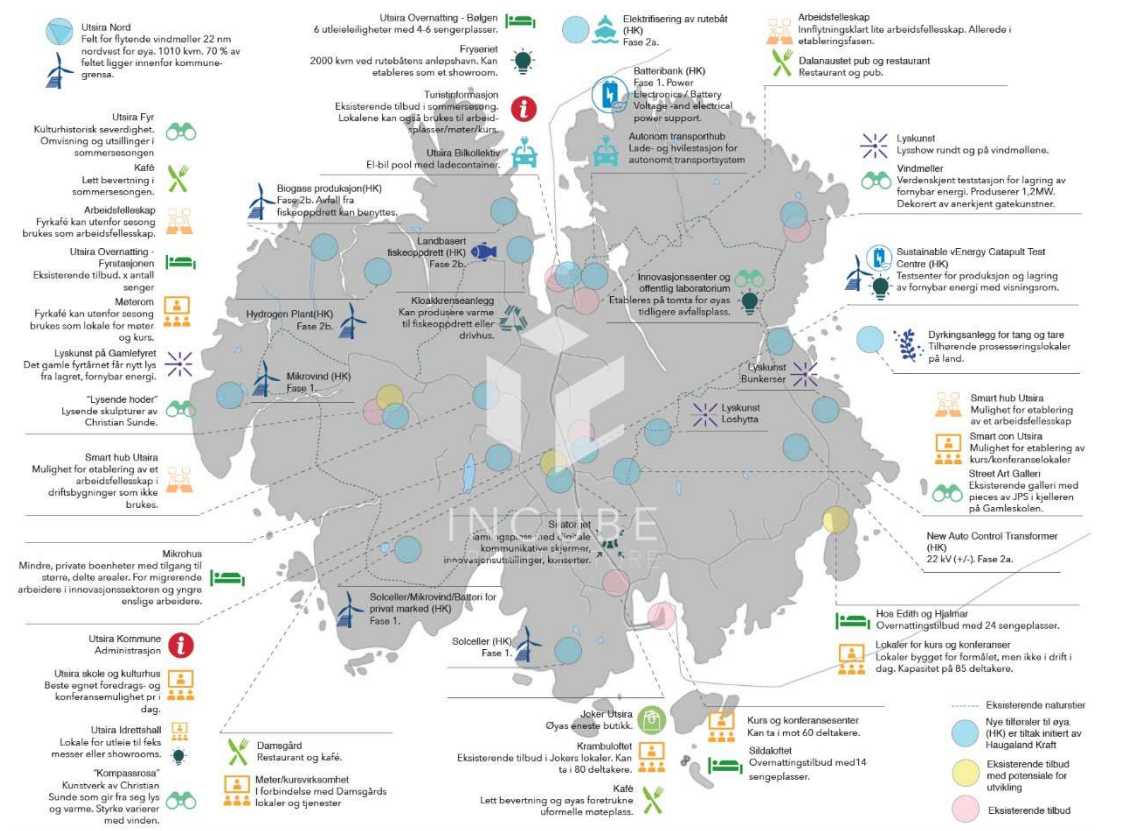 Utsira Nord
Felt for flytende vindmøller 22 nm
nordvest for øya. 1010 kvm. 70 % av
feltet ligger innenfor kommune-
grensa.
Utsira Fyr
Kulturhistorisk severdighet.
Omvisning og utsillinger i
sommersesongen
Kafé
Lett bevertning i
sommersesongen.
Arbeidsfelleskap
Fyrkafé kan utenfor sesong
brukes som arbeidsfelleskap.
Utsira Overnatting -
Fyrstasjonen
Eksisterende tilbud. x antall
senger
Møterom
Fyrkafé kan utenfor sesong
brukes som lokale for møter
og kurs.
Lyskunst på Gamlefyret
Det gamle fyrtårnet får nytt lys
fra lagret, fornybar energi.
"Lysende hoder"
Lysende skulpturer av
Christian Sunde.
Smart hub Utsira
Mulighet for etablering av et
arbeidsfelleskap i
driftsbygninger som ikke
brukes.
Mikrohus
Mindre, private boenheter med tilgang til
større, delte arealer. For migrerende
arbeidere i innovasjonssektoren og yngre
enslige arbeidere.
Utsira Kommune
Administrasjon
Utsira skole og kulturhus
Beste egnet foredrags- og
konferansemulighet pr i
dag.
Utsira Idrettshall
Lokale for utleie til feks
messer eller showrooms.
"Kompassrosa"
Kunstverk av Christian
Sunde som gir fra seg lys
og varme. Styrke varierer
med vinden.
Utsira Overnatting - Bølgen
6 utleieleiligheter med 4-6 sengerplasser.
Fryseriet
2000 kvm ved rutebåtens anløpshavn. Kan
etableres som et showroom.
Turistinformasjon
Eksisterende tilbud i sommersesong.
Lokalene kan også brukes til arbeid-
splasser/møter/kurs.
Utsira Bilkollektiv
El-bil pool med ladecontainer.
Elektrifisering av rutebåt
(HK)
Fase 2a.
Batteribank (HK)
Fase 1. Power
Electronics / Battery
Voltage -and electrical
power support.
Autonom transporthub
Lade- og hvilestasjon for
autonomt transportsystem
Arbeidsfelleskap
Innflytningsklart lite arbeidsfelleskap. Allerede i
etableringsfasen.
Dalanaustet pub og restaurant
Restaurant og pub.
Lyskunst
Lysshow rundt og på vindmøllene.
Vindmøller
Verdenskjent teststasjon for lagring av
fornybar energi. Produserer 1,2MW.
Dekorert av anerkjent gatekunstner.
Sustainable vEnergy Catapult Test
Centre (HK)
Testsenter for produksjon og lagring
av fornybar energi med visningsrom.
Dyrkingsanlegg for tang og tare
Tilhørende prosesseringslokaler
på land.
Smart hub Utsira
Mulighet for etablering
av et arbeidsfelleskap
Smart con Utsira
Mulighet for etablering av
kurs/konferanselokaler
Street Art Galleri
Eksisterende galleri med
pieces av JPS i kjelleren
på Gamleskolen.
New Auto Control Transformer
(HK)
22 kV (+/-). Fase 2a.
Biogass produksjon(HK)
Fase 2b. Avfall fra
fiskeoppdrett kan benyttes.
Landbasert
fiskeoppdrett (HK)
Fase 2b.
Hydrogen Plant(HK)
Fase 2b.
Kloakkrenseanlegg
Kan produsere varme
til fiskeoppdrett eller
drivhus.
Mikrovind (HK)
Fase 1.
Innovasjonssenter og
offentlig laboratorium
Etableres på tomta for øyas
tidligere avfallsplass.
Lyskunst
Bunkerser
Lyskunst
Loshytta
INCUBE
Siratorget
Samlingsplass med digitale
kommunikative skjermer,
innovasjonsutsillinger, konserter.
Solceller/Mikrovind/Batteri for
privat marked (HK)
Fase 1.
Solceller (HK)
Fase 1.
Damsgård
Restaurant og kafé.
Møter/kursvirksomhet
I forbindelse med Damsgårds
lokaler og tjenester
Joker Utsira
Øyas eneste butikk.
Krambuloftet
Eksisterende tilbud i Jokers lokaler. Kan
ta i 80 deltakere.
Kafé
Lett bevertning og øyas foretrukne
uformelle møteplass.
Kurs og konferansesenter
Kan ta i mot 60 deltakere.
Sildaloftet
Overnattingstilbud med14
sengeplasser.
Hos Edith og Hjalmar
Overnattingstilbud med 24 sengeplasser.
Lokaler for kurs og konferanser
Lokaler bygget for formålet, men ikke i drift i
dag. Kapasitet på 85 deltakere.
Eksisterende naturstier
Nye tilførsler til øya.
(HK) er tiltak initiert av
Haugaland Kraft
Eksisterende tilbud
med potensiale for
utvikling
Eksisterende tilbud